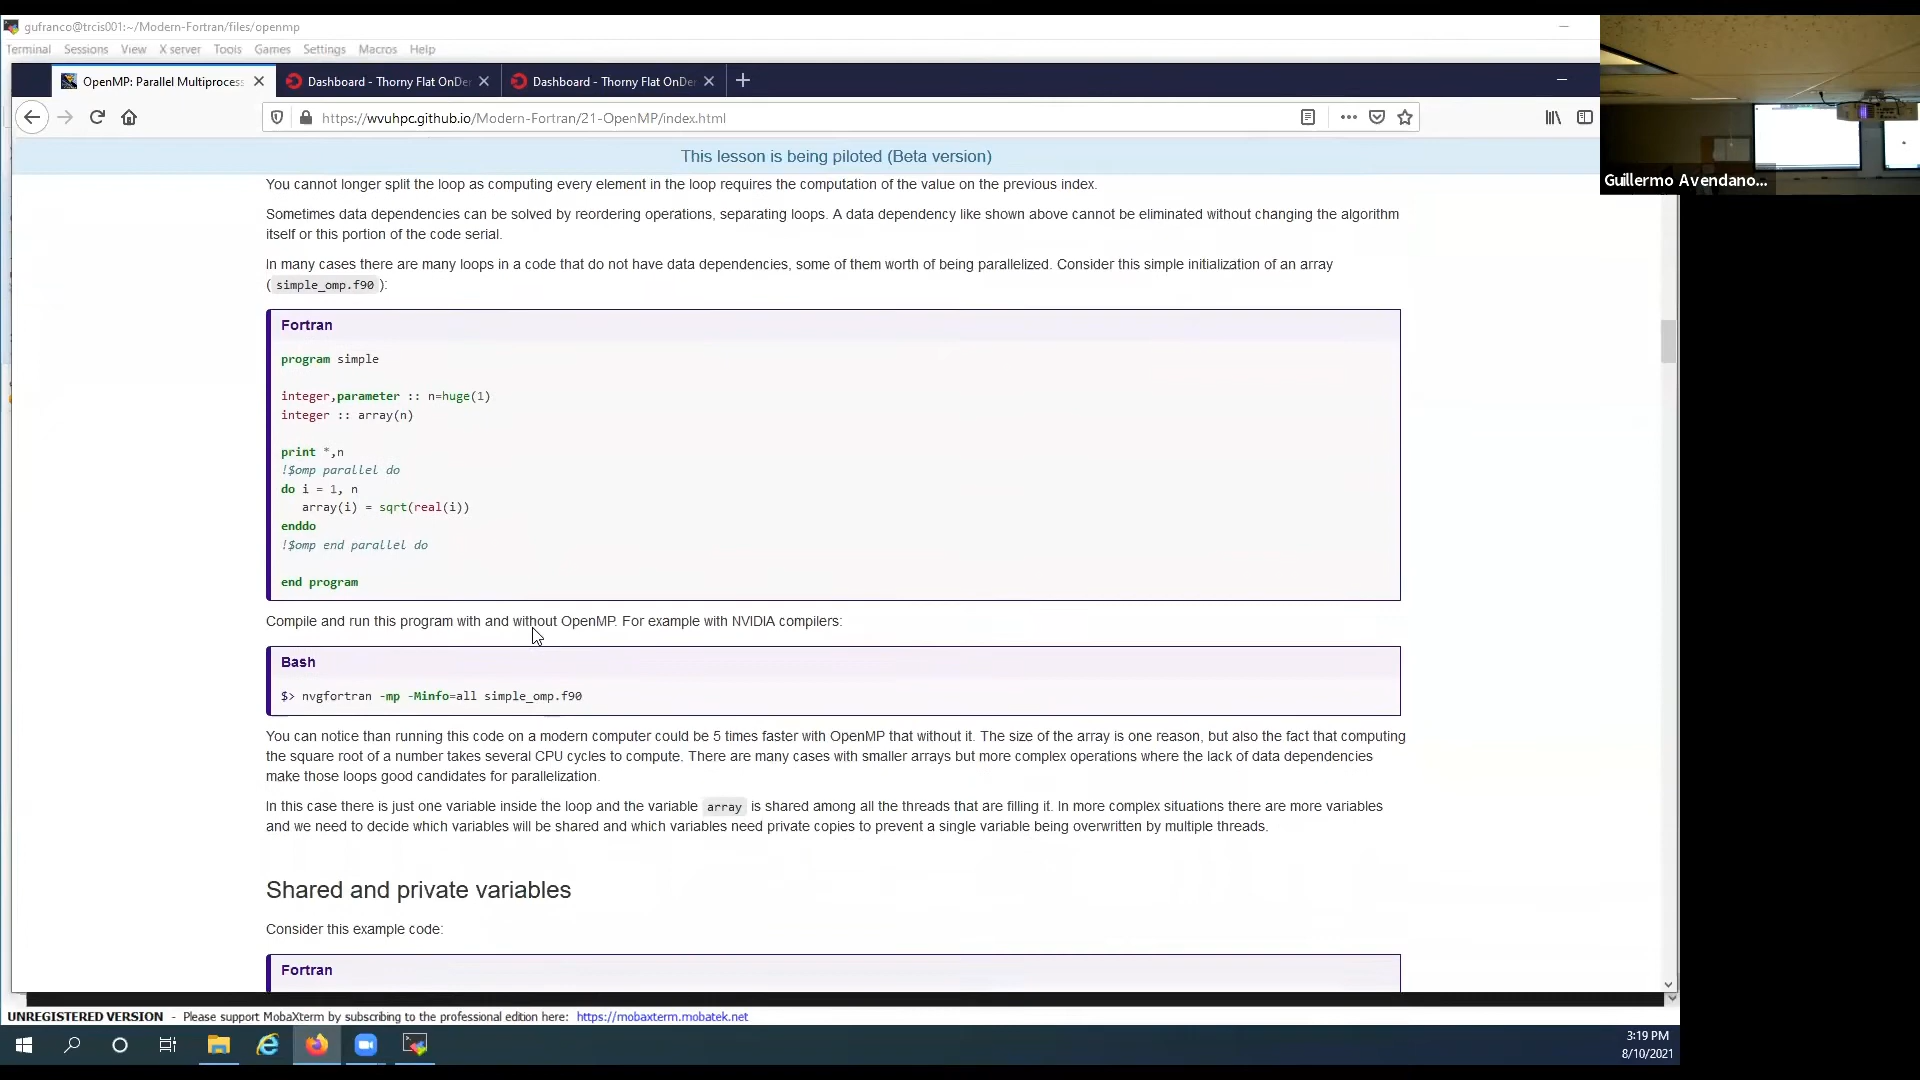 gufranco@trcis001:~/Modern-Fortran/files/openmp
Terminal Sessions View X server Tools Games Settings Macros Help
OpenMP: Parallel Multiprocess
Dashboard - Thorny Flat OnDe
Dashboard - Thorny Flat OnDe
https://wvuhpc.github.io/Modern-Fortran/21-OpenMP/index.html
This lesson is being piloted (Beta version)
Guillermo Avendano...
You cannot longer split the loop as computing every element in the loop requires the computation of the value on the previous index.
Sometimes data dependencies can be solved by reordering operations, separating loops. A data dependency like shown above cannot be eliminated without changing the algorithm
itself or this portion of the code serial.
In many cases there are many loops in a code that do not have data dependencies, some of them worth of being parallelized. Consider this simple initialization of an array
( simple_omp.f90 ):
Fortran
program simple
integer,parameter :: n=huge(1)
integer :: array(n)
print *,n
!$omp parallel do
do i = 1, n
array(i) = sqrt(real(i))
enddo
!$omp end parallel do
end program
Compile and run this program with and without OpenMP. For example with NVIDIA compilers:
Bash
$> nvgfortran -mp -Minfo=all simple_omp.f90
You can notice than running this code on a modern computer could be 5 times faster with OpenMP that without it. The size of the array is one reason, but also the fact that computing
the square root of a number takes several CPU cycles to compute. There are many cases with smaller arrays but more complex operations where the lack of data dependencies
make those loops good candidates for parallelization.
In this case there is just one variable inside the loop and the variable array is shared among all the threads that are filling it. In more complex situations there are more variables
and we need to decide which variables will be shared and which variables need private copies to prevent a single variable being overwritten by multiple threads.
Shared and private variables
Consider this example code:
Fortran
UNREGISTERED VERSION - Please support MobaXterm by subscribing to the professional edition here: https://mobaxterm.mobatek.net
3:19 PM
8/10/2021